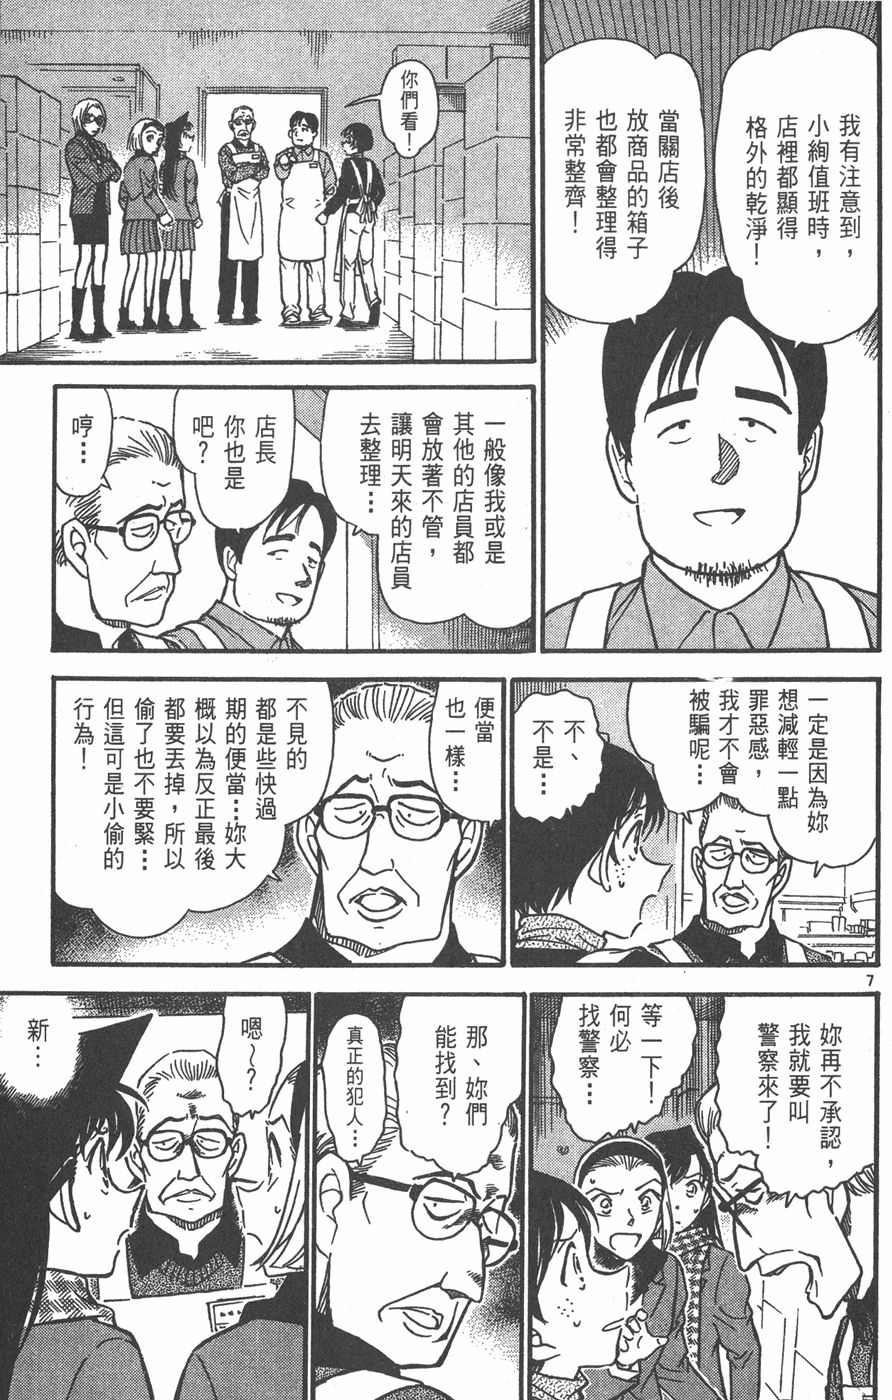 我有注意到，
小絢值班時，
店裡都顯得
格外的乾淨！
當關店後
放商品的箱子
也都會整理得
非常整齊！
你們看！
一般像我或是
其他的店員都
會放著不管，
讓明天來的店員
去整理…
店長
你也是
吧？
哼…
一定是因為妳
想減輕一點
罪惡感，
我才不會
被騙呢…
不、
不是…
便當
也一樣…
不見的
都是些快過
期的便當…妳大
概以為反正最後
都要丟掉，所以
偷了也不要緊…
但這可是小偷的
行為！
7
妳再不承認，
我就要叫
警察來了！
等一下！
何必
找警察…
那、妳們
能找到？
真正的犯人…
嗯～？
新…